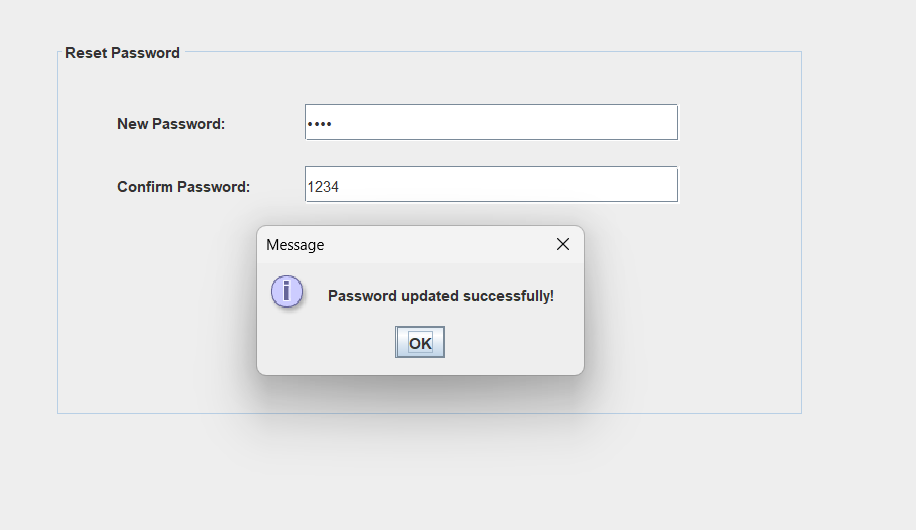 Reset Password
New Password:
••••
Confirm Password:
1234
Message
i
Password updated successfully!
OK